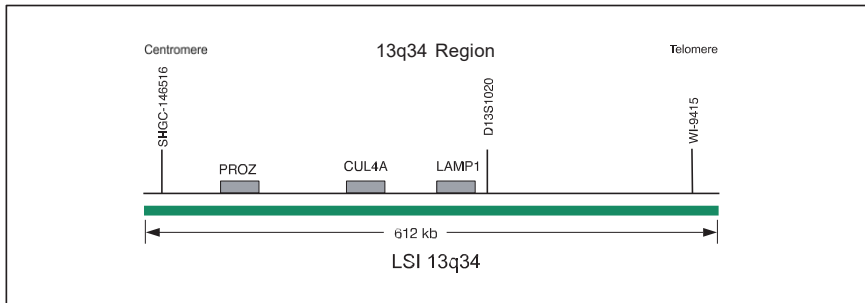 Centromere 13q34 Region Telomere
SHGC-146516
D13S1020
WI-9415
PROZ CUL4A LAMP1
612 kb
LSI 13q34